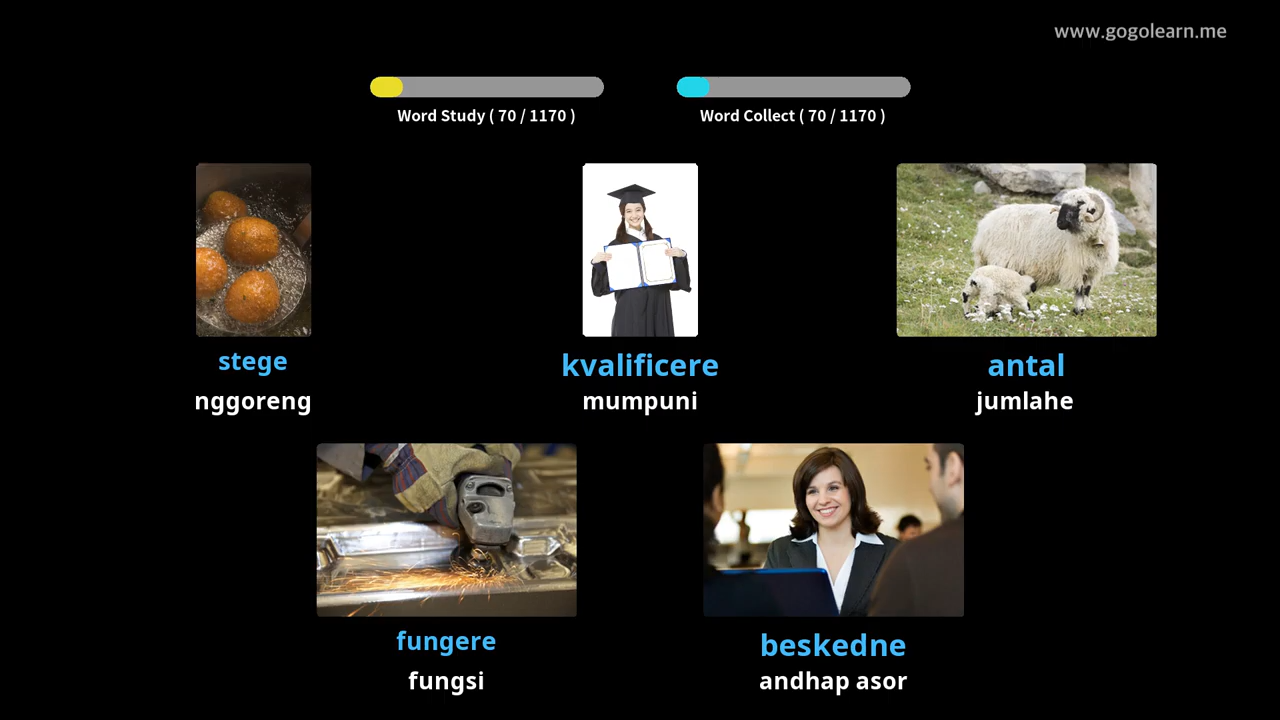 www.gogolearn.me
Word Study ( 70 / 1170 )
Word Collect ( 70 / 1170 )
stege
nggoreng
kvalificere
mumpuni
antal
jumlahe
fungere
fungsi
beskedne
andhap asor